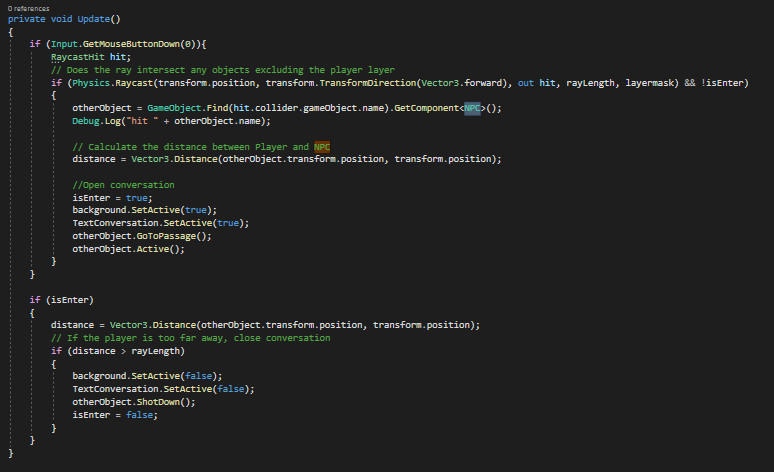 0 references
private void Update()
{
if (Input.GetMouseButtonDown(0)){
RaycastHit hit;
// Does the ray intersect any objects excluding the player layer
if (Physics.Raycast(transform.position, transform.TransformDirection(Vector3.forward), out hit, rayLength, layermask) && !isEnter)
{
otherObject = GameObject.Find(hit.collider.gameObject.name).GetComponent<NPC>();
Debug.Log("hit " + otherObject.name);
// Calculate the distance between Player and NPC
distance = Vector3.Distance(otherObject.transform.position, transform.position);
//Open conversation
isEnter = true;
background.SetActive(true);
TextConversation.SetActive(true);
otherObject.GoToPassage();
otherObject.Active();
}
}
if (isEnter)
{
distance = Vector3.Distance(otherObject.transform.position, transform.position);
// If the player is too far away, close conversation
if (distance > rayLength)
{
background.SetActive(false);
TextConversation.SetActive(false);
otherObject.ShotDown();
isEnter = false;
}
}
}